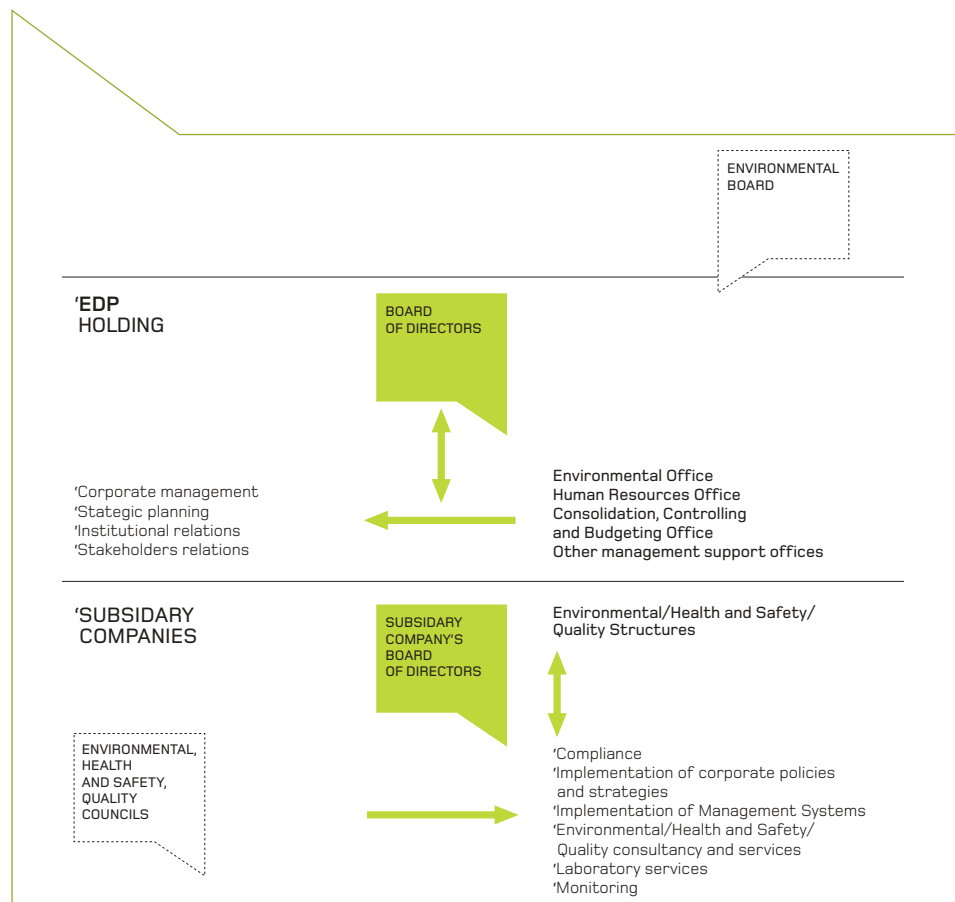 ENVIRONMENTAL
BOARD
‘EDP
HOLDING
BOARD
OF DIRECTORS
‘Corporate management
‘Stategic planning
‘Institutional relations
‘Stakeholders relations
Environmental Office
Human Resources Office
Consolidation, Controlling
and Budgeting Office
Other management support offices
‘SUBSIDARY
COMPANIES
SUBSIDARY
COMPANY’S
BOARD
OF DIRECTORS
Environmental/Health and Safety/
Quality Structures
ENVIRONMENTAL,
HEALTH
AND SAFETY,
QUALITY
COUNCILS
‘Compliance
‘Implementation of corporate policies
and strategies
‘Implementation of Management Systems
‘Environmental/Health and Safety/
Quality consultancy and services
‘Laboratory services
‘Monitoring